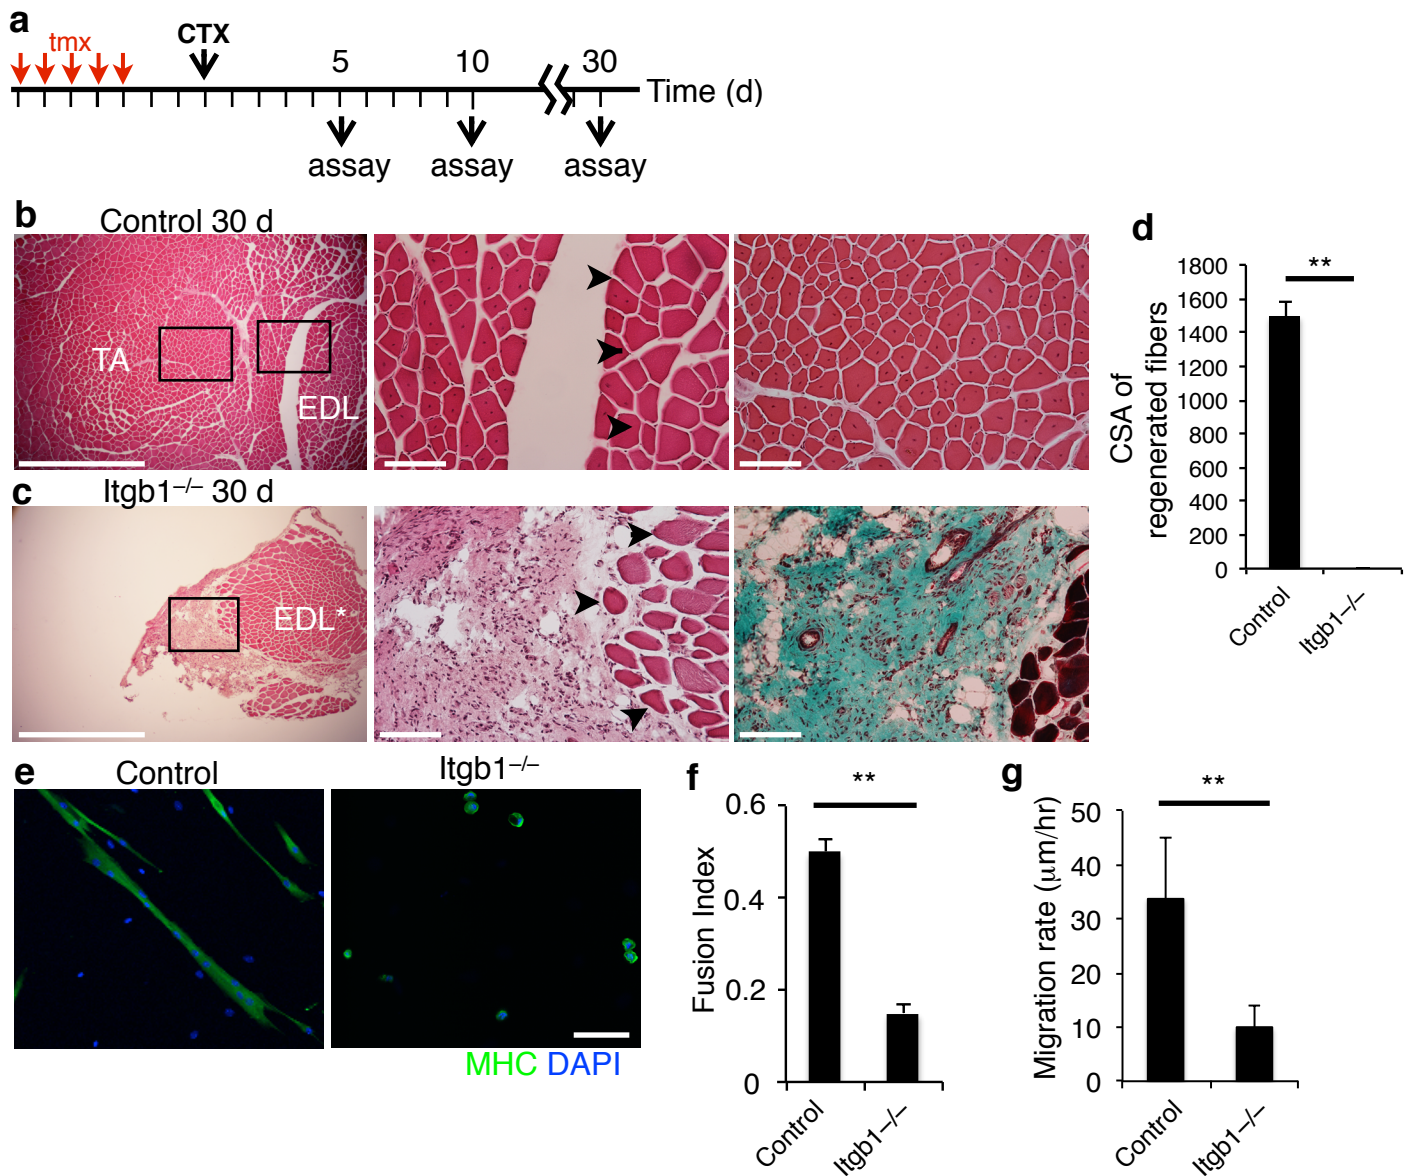 a
tmx
CTX
5
10
30
Time (d)
assay
assay
assay
b
Control 30 d
TA
EDL
c
Itgb1–/– 30 d
EDL*
d
**
1800
1600
1400
1200
1000
800
600
400
200
0
CSA of
regenerated fibers
Control
Itgb1–/–
e
Control
Itgb1–/–
MHC DAPI
f
**
0.6
0.4
0.2
0
Fusion Index
Control
Itgb1–/–
g
**
50
40
30
20
10
0
Migration rate (μm/hr)
Control
Itgb1–/–